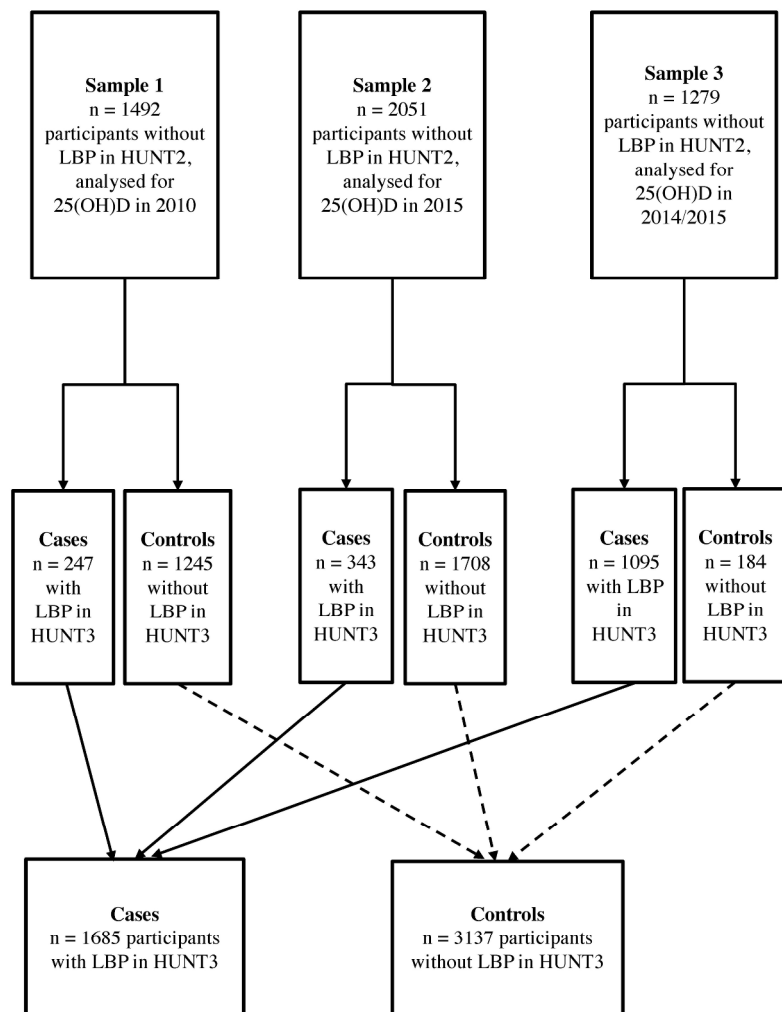 Sample 1
n = 1492
participants without
LBP in HUNT2,
analysed for
25(OH)D in 2010
Sample 2
n = 2051
participants without
LBP in HUNT2,
analysed for
25(OH)D in 2015
Sample 3
n = 1279
participants without
LBP in HUNT2,
analysed for
25(OH)D in
2014/2015
Cases
n = 247
with
LBP in
HUNT3
Controls
n = 1245
without
LBP in
HUNT3
Cases
n = 343
with
LBP in
HUNT3
Controls
n = 1708
without
LBP in
HUNT3
Cases
n = 1095
with LBP
in
HUNT3
Controls
n = 184
without
LBP in
HUNT3
Cases
n = 1685 participants
with LBP in HUNT3
Controls
n = 3137 participants
without LBP in HUNT3